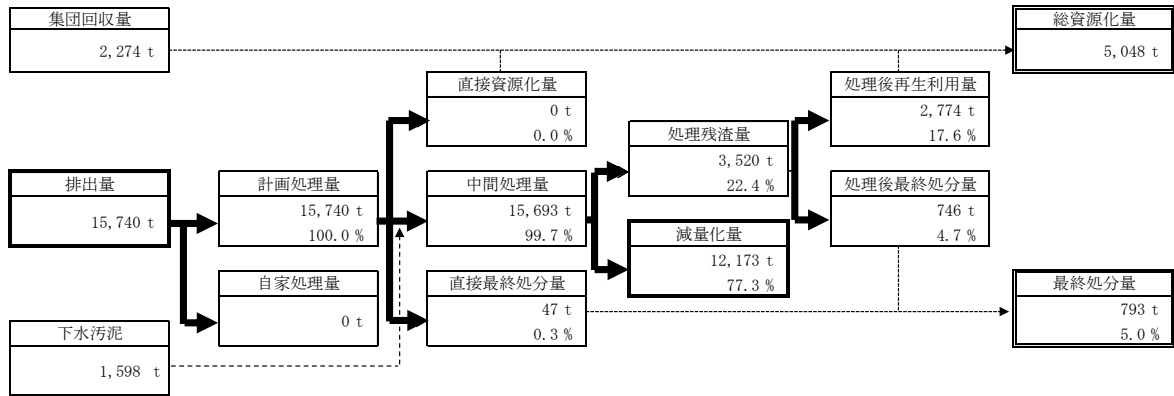 集団回収量
2,274 t
総資源化量
5,048 t
直接資源化量
0 t
0.0 %
処理後再生利用量
2,774 t
17.6 %
処理残渣量
3,520 t
22.4 %
排出量
15,740 t
計画処理量
15,740 t
100.0 %
中間処理量
15,693 t
99.7 %
処理後最終処分量
746 t
4.7 %
減量化量
12,173 t
77.3 %
自家処理量
0 t
直接最終処分量
47 t
0.3 %
最終処分量
793 t
5.0 %
下水汚泥
1,598 t